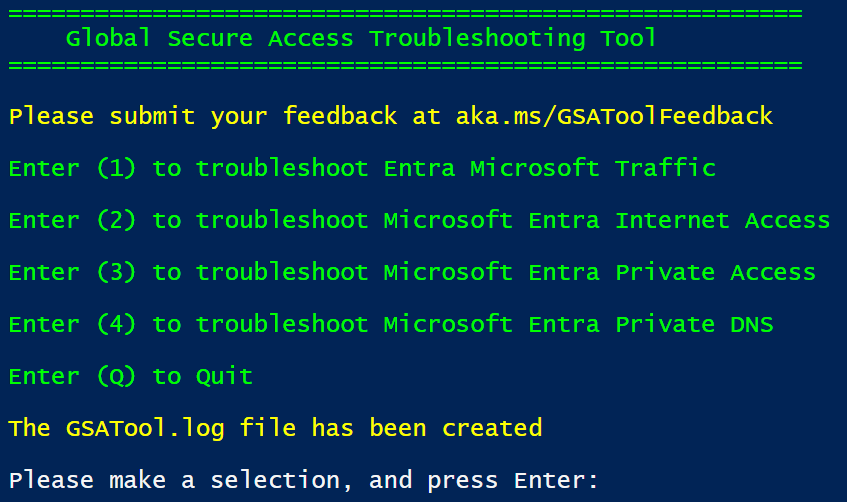 =======================================================
Global Secure Access Troubleshooting Tool
=======================================================
Please submit your feedback at aka.ms/GSAToolFeedback
Enter (1) to troubleshoot Entra Microsoft Traffic
Enter (2) to troubleshoot Microsoft Entra Internet Access
Enter (3) to troubleshoot Microsoft Entra Private Access
Enter (4) to troubleshoot Microsoft Entra Private DNS
Enter (Q) to Quit
The GSATool.log file has been created
Please make a selection, and press Enter: